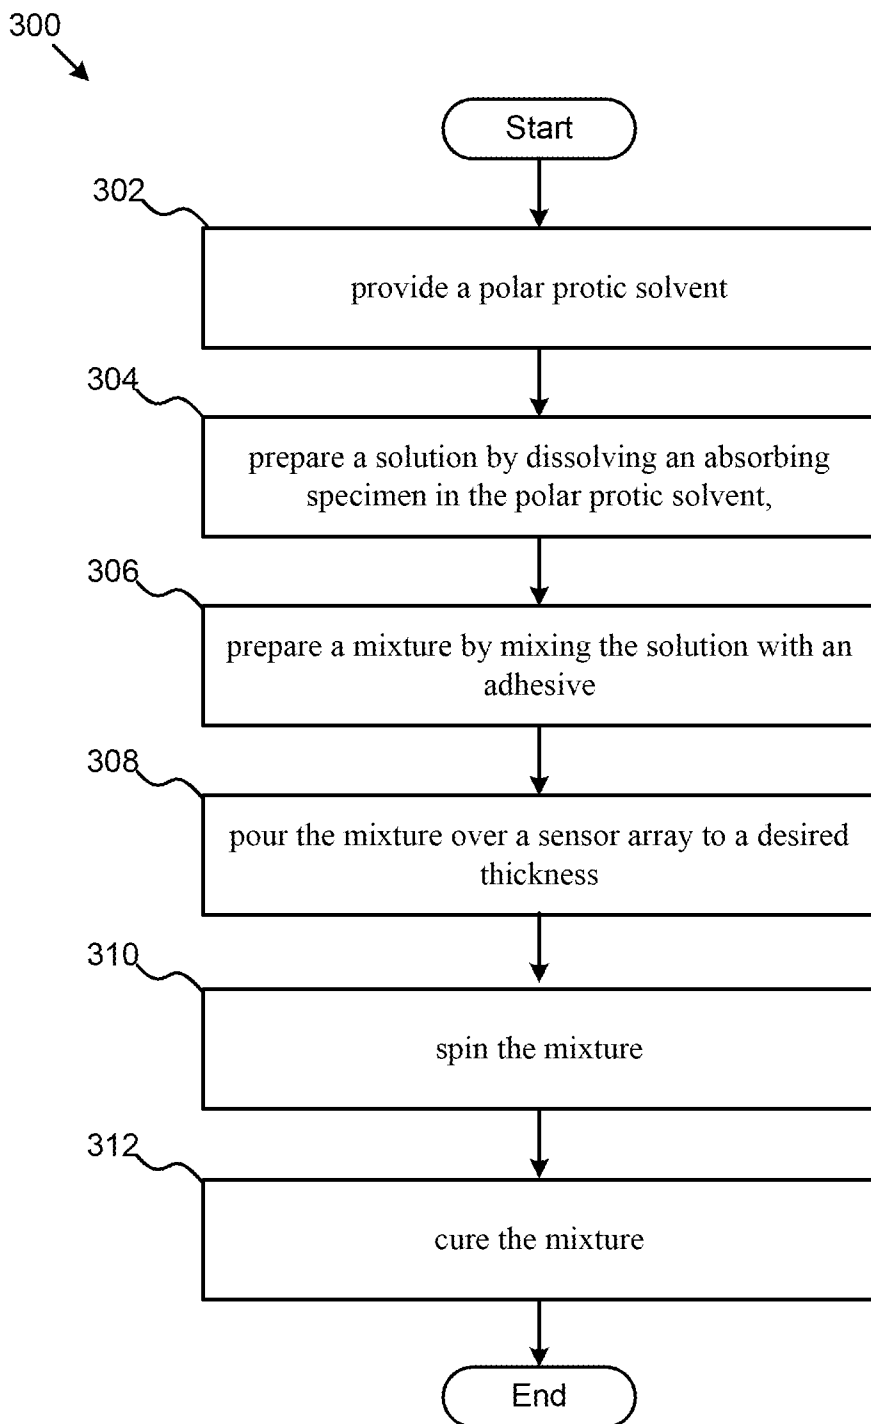 300
Start
302
provide a polar protic solvent
304
prepare a solution by dissolving an absorbing
specimen in the polar protic solvent,
306
prepare a mixture by mixing the solution with an
adhesive
308
pour the mixture over a sensor array to a desired
thickness
310
spin the mixture
312
cure the mixture
End